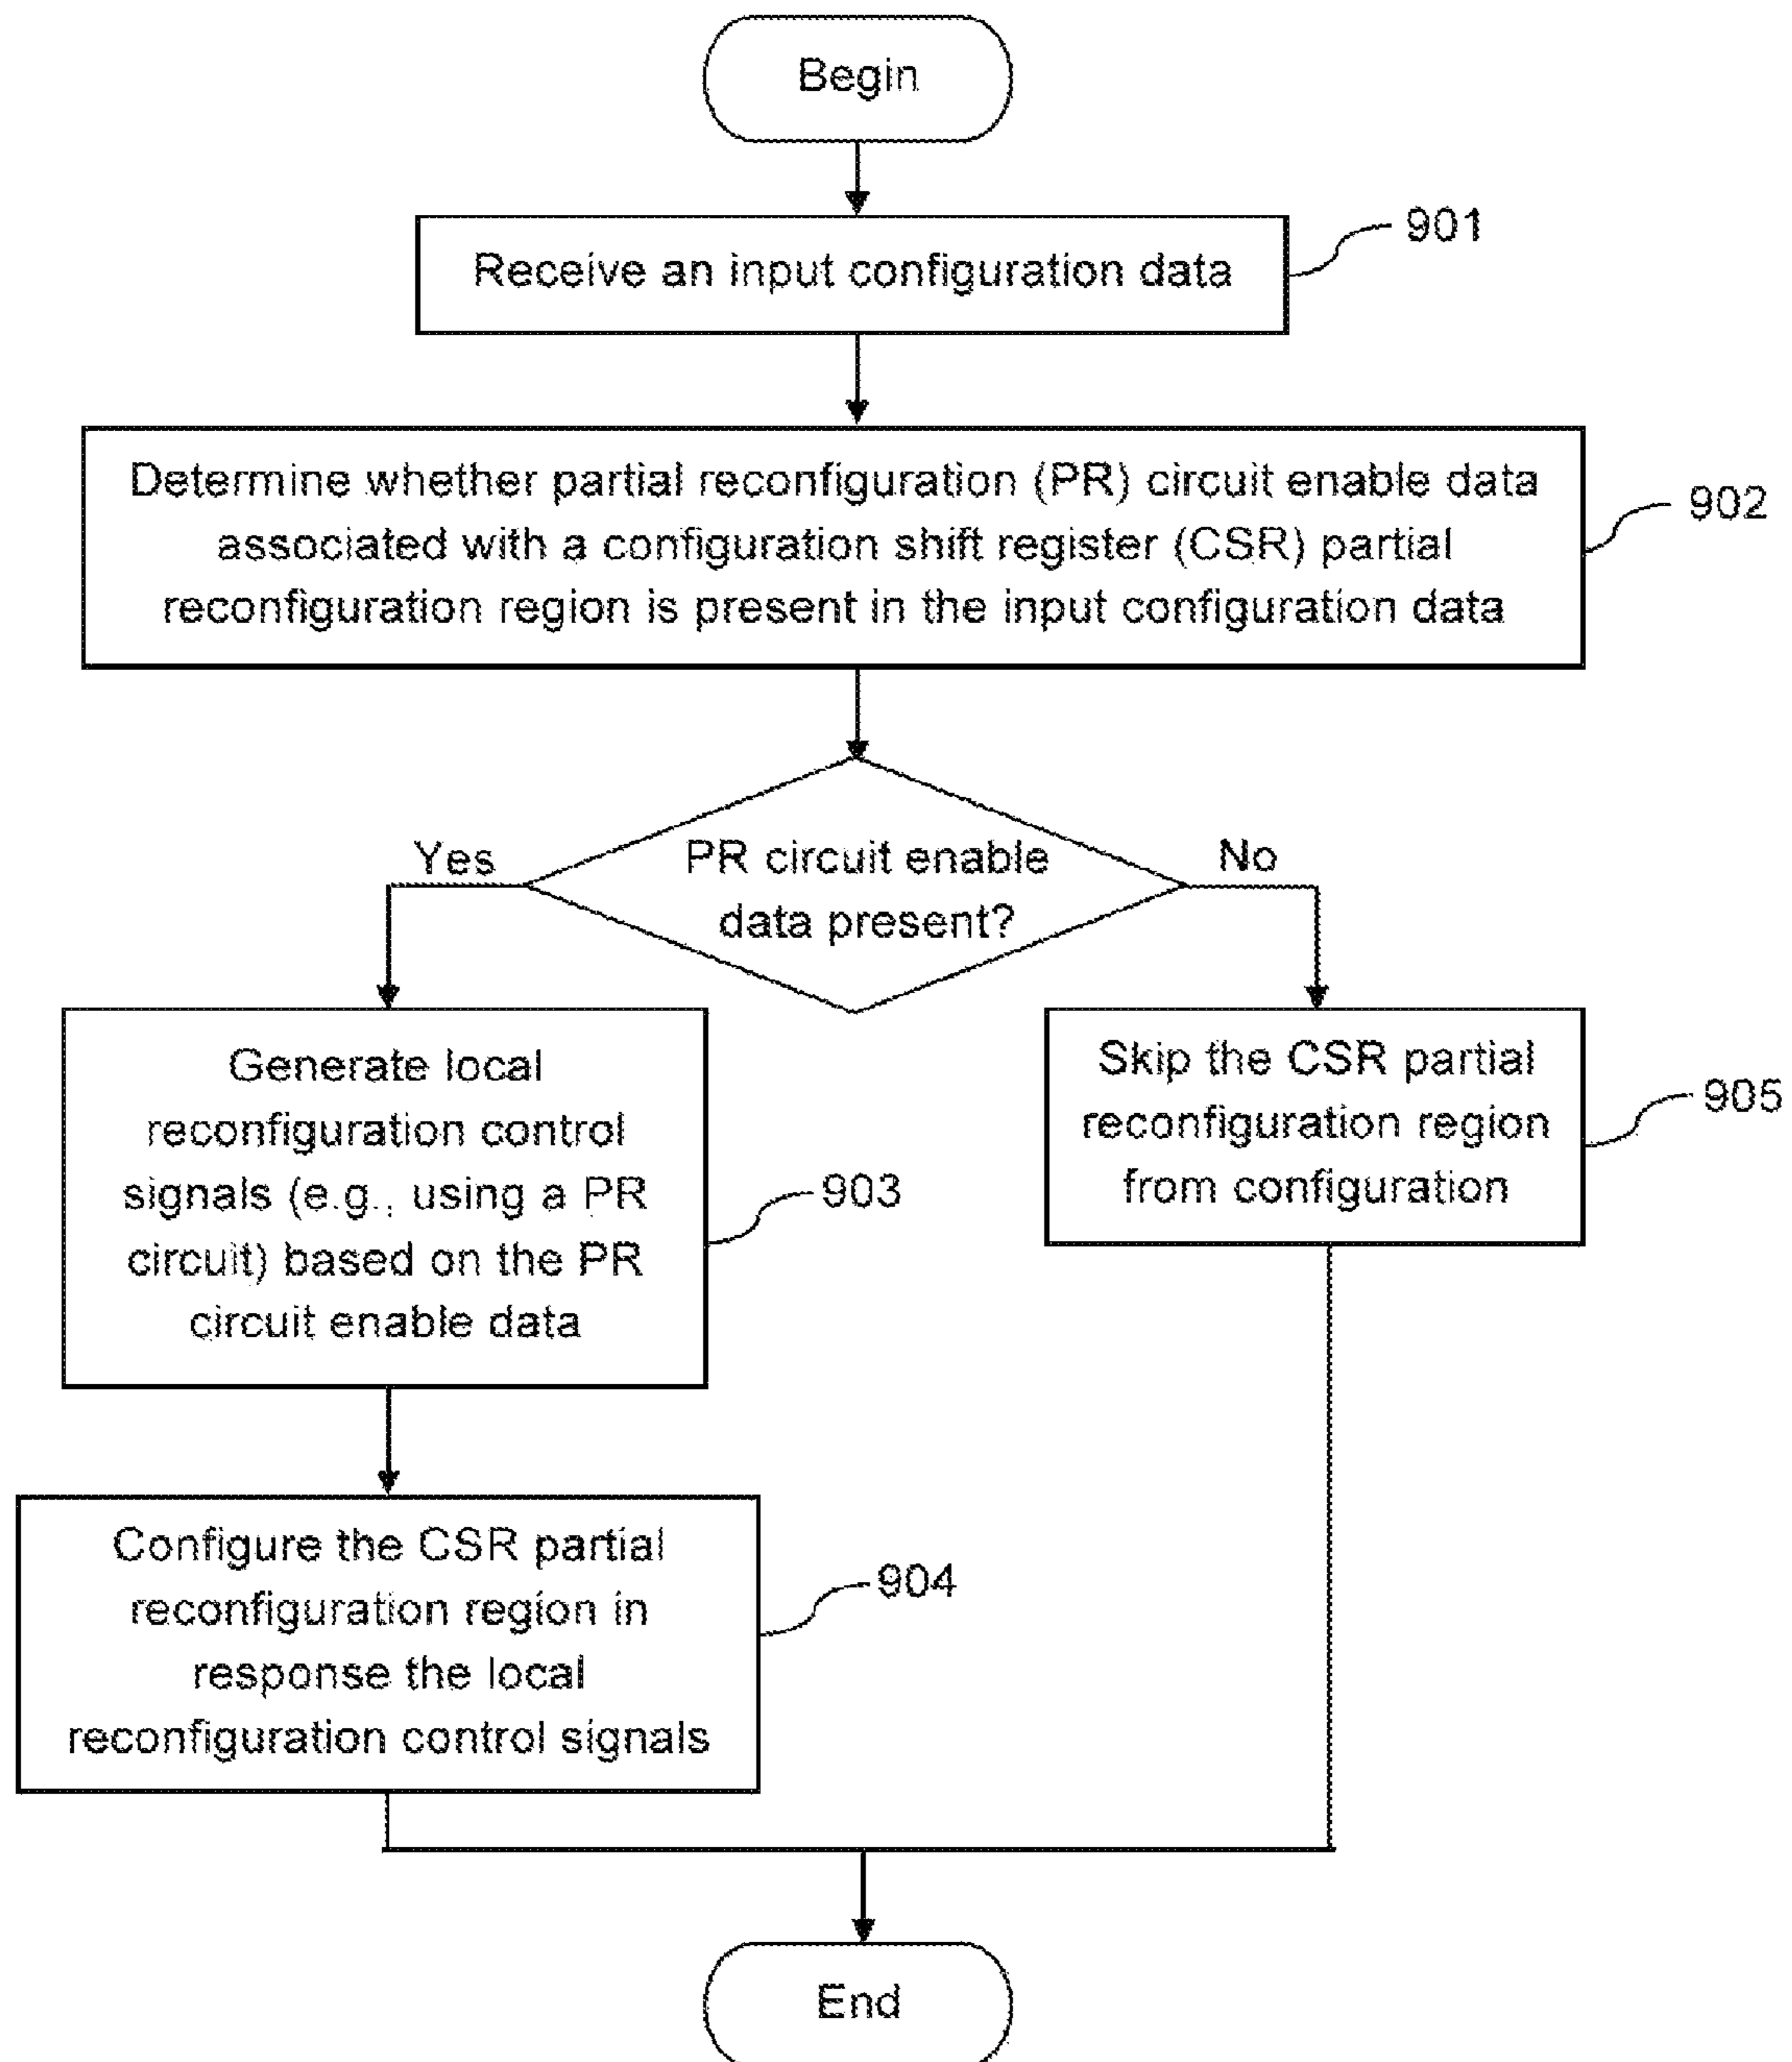 Begin
Receive an input configuration data
901
Determine whether partial reconfiguration (PR) circuit enable data
associated with a configuration shift register (CSR) partial
reconfiguration region is present in the input configuration data
902
PR circuit enable
data present?
Yes
No
Generate local
reconfiguration control
signals (e.g., using a PR
circuit) based on the PR
circuit enable data
903
Skip the CSR partial
reconfiguration region
from configuration
905
Configure the CSR partial
reconfiguration region in
response the local
reconfiguration control signals
904
End